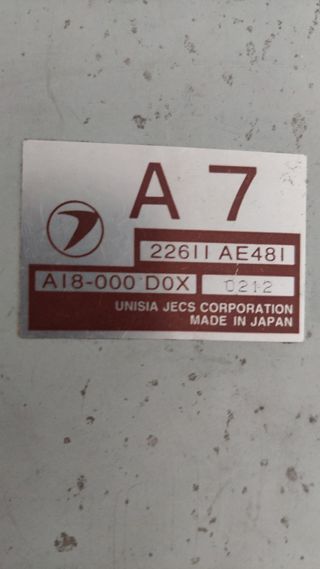 A 7
22611 AE481
A18-000 D0X 0212
UNISIA JECS CORPORATION
MADE IN JAPAN